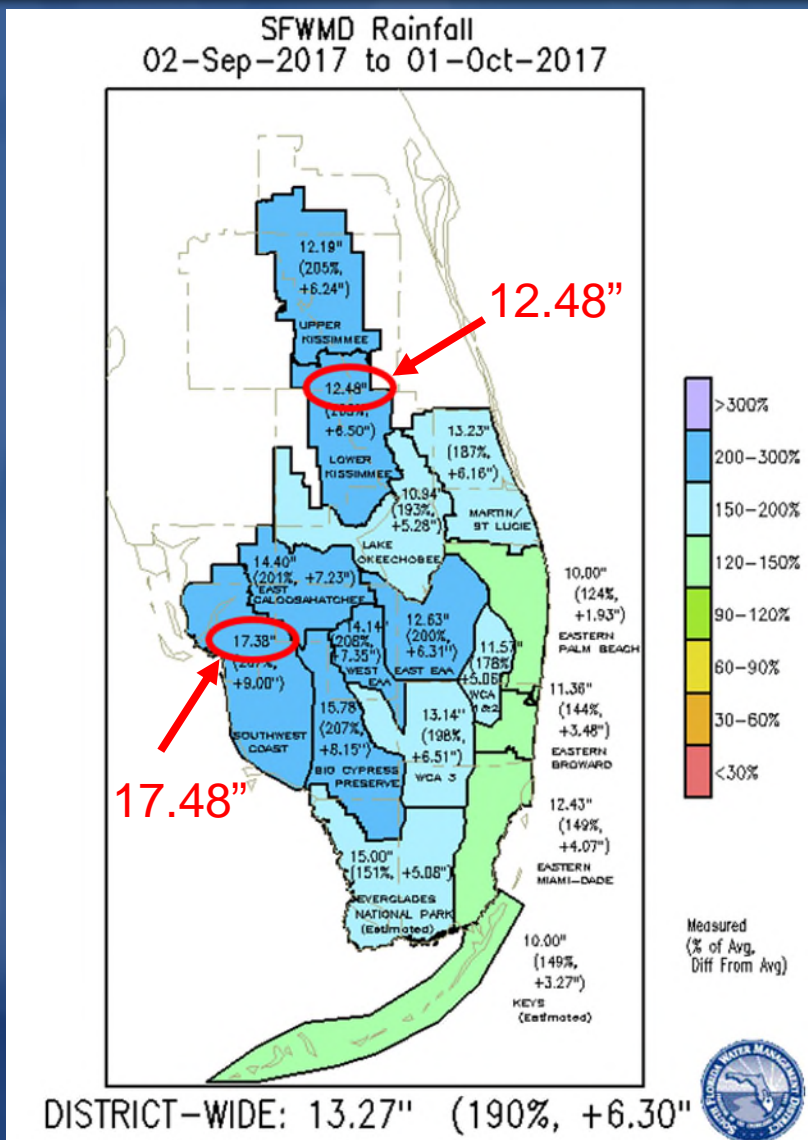 SFWMD Rainfall
02-Sep-2017 to 01-Oct-2017
12.19"
(205%,
+6.24")
UPPER
KISSIMMEE
12.48”
12.48"
+6.50")
LOWER
KISSIMMEE
13.23"
(187%,
+6.16")
MARTIN/
ST LUCIE
10.94"
(193%,
+5.28")
LAKE
OKEECHOBEE
14.40"
(201%, +7.23")
EAST
CALOOSAHATCHEE
17.38"
+9.00")
SOUTHWEST
COAST
17.48”
14.14"
(208%,
+7.35")
WEST
EAA
12.63"
(200%,
+6.31")
EAST EAA
11.57"
(178%
+5.06")
WCA
1&2
15.78"
(207%,
+8.15")
BIG CYPRESS
PRESERVE
13.14"
(198%,
+6.51")
WCA 3
15.00"
(151%, +5.08")
EVERGLADES
NATIONAL PARK
(Estimated)
10.00"
(124%,
+1.93")
EASTERN
PALM BEACH
11.36"
(144%,
+3.48")
EASTERN
BROWARD
12.43"
(149%,
+4.07")
EASTERN
MIAMI-DADE
10.00"
(149%,
+3.27")
KEYS
(Estimated)
>300%
200-300%
150-200%
120-150%
90-120%
60-90%
30-60%
<30%
Measured
(% of Avg,
Diff From Avg)
DISTRICT-WIDE: 13.27" (190%, +6.30"
SOUTH FLORIDA WATER MANAGEMENT DISTRICT